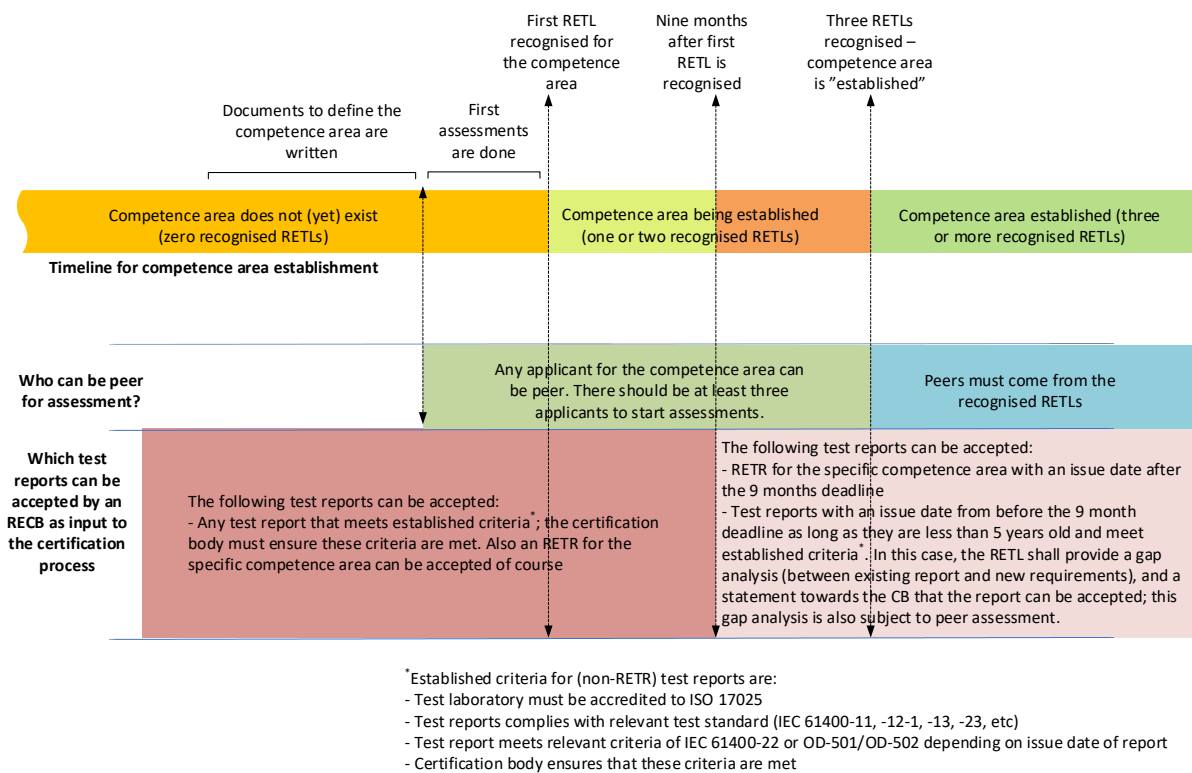 First RETL
recognised for
the competence
area
Nine months
after first
RETL is
recognised
Three RETLs
recognised –
competence area
is ”established”
Documents to define the
competence area are
written
First
assessments
are done
Competence area does not (yet) exist
(zero recognised RETLs)
Competence area being established
(one or two recognised RETLs)
Competence area established (three
or more recognised RETLs)
Timeline for competence area establishment
Who can be peer
for assessment?
Any applicant for the competence area can
be peer. There should be at least three
applicants to start assessments.
Peers must come from the
recognised RETLs
Which test
reports can be
accepted by an
RECB as input to
the certification
process
The following test reports can be accepted:
- Any test report that meets established criteria*; the certification
body must ensure these criteria are met. Also an RETR for the
specific competence area can be accepted of course
The following test reports can be accepted:
- RETR for the specific competence area with an issue date after
the 9 months deadline
- Test reports with an issue date from before the 9 month
deadline as long as they are less than 5 years old and meet
established criteria*. In this case, the RETL shall provide a gap
analysis (between existing report and new requirements), and a
statement towards the CB that the report can be accepted; this
gap analysis is also subject to peer assessment.
*Established criteria for (non-RETR) test reports are:
- Test laboratory must be accredited to ISO 17025
- Test reports complies with relevant test standard (IEC 61400-11, -12-1, -13, -23, etc)
- Test report meets relevant criteria of IEC 61400-22 or OD-501/OD-502 depending on issue date of report
- Certification body ensures that these criteria are met